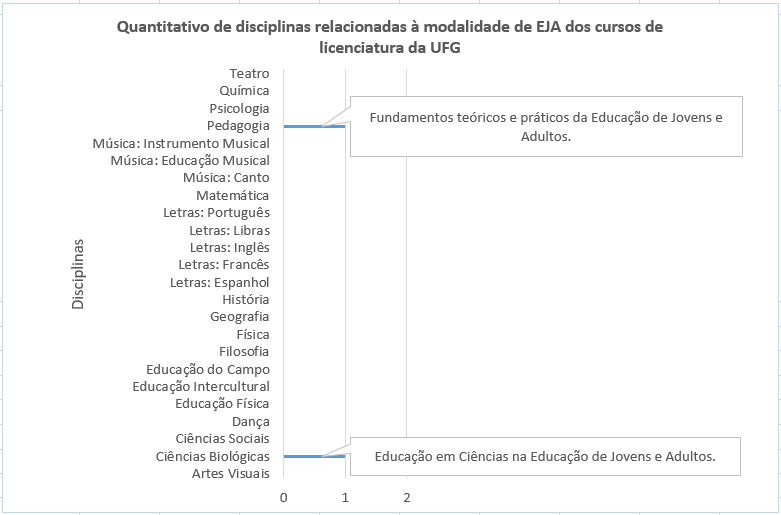 Quantitativo de disciplinas relacionadas à modalidade de EJA dos cursos de
licenciatura da UFG
Teatro
Química
Psicologia
Pedagogia
Fundamentos teóricos e práticos da Educação de Jovens e
Adultos.
Música: Instrumento Musical
Música: Educação Musical
Música: Canto
Matemática
Letras: Português
Letras: Libras
Letras: Inglês
Letras: Francês
Letras: Espanhol
História
Geografia
Física
Filosofia
Educação do Campo
Educação Intercultural
Educação Física
Dança
Ciências Sociais
Ciências Biológicas
Educação em Ciências na Educação de Jovens e Adultos.
Artes Visuais
Disciplinas
0 1 2